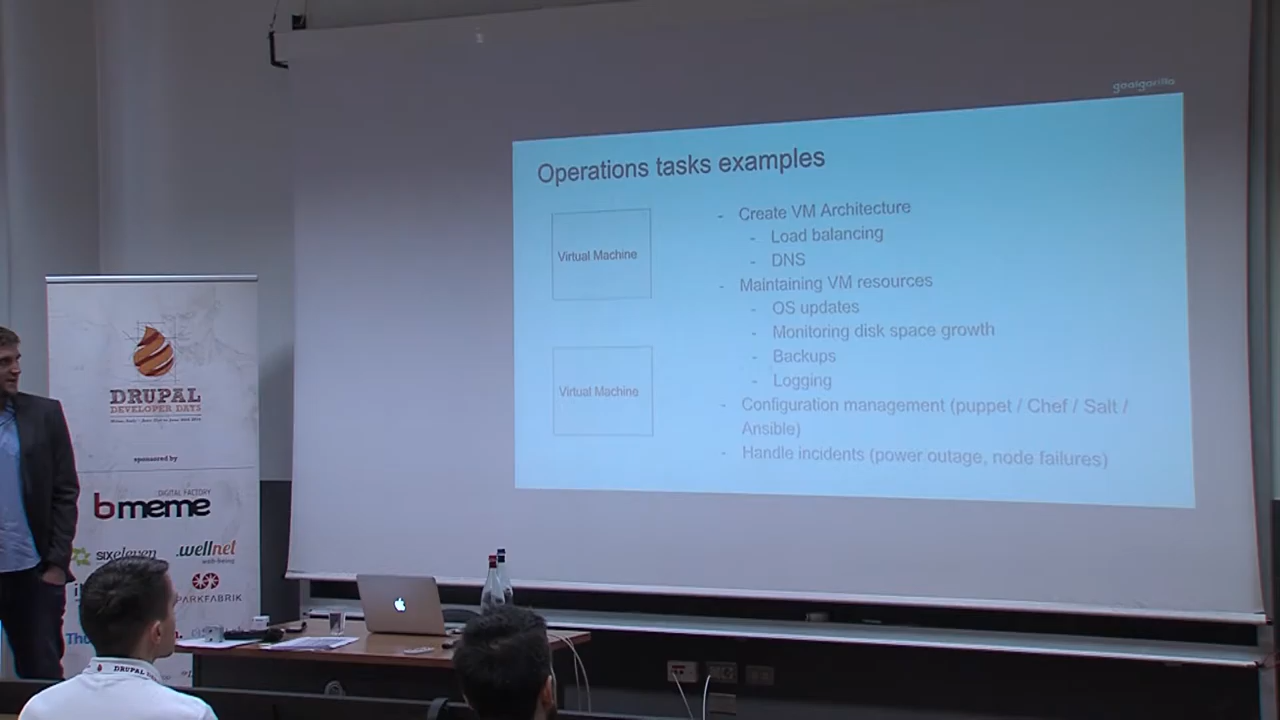 goalgorilla
Operations tasks examples
Virtual Machine
Virtual Machine
- Create VM Architecture
- Load balancing
- DNS
- Maintaining VM resources
- OS updates
- Monitoring disk space growth
- Backups
- Logging
- Configuration management (puppet / Chef / Salt /
Ansible)
- Handle incidents (power outage, node failures)
DRUPAL
DEVELOPER DAYS
sponsored by
DIGITAL FACTORY
bmeme
sixeleven
.wellnet
well-being
DRUPAL